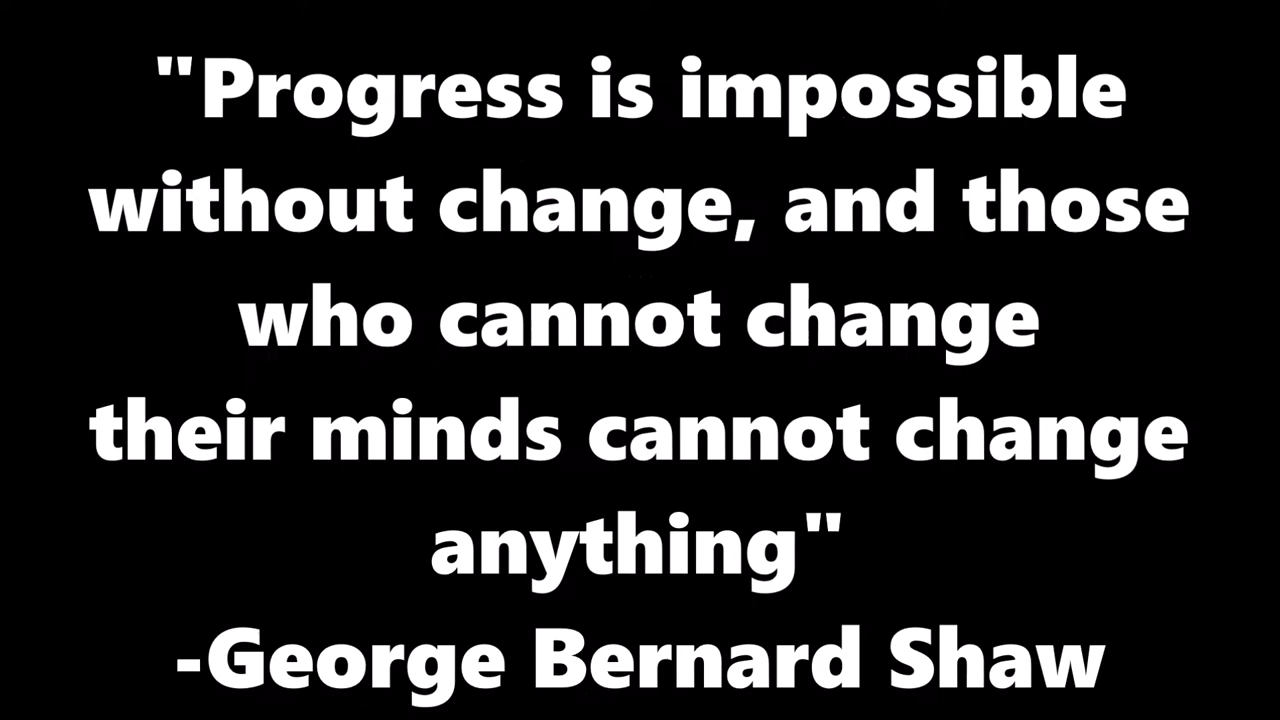 "Progress is impossible
without change, and those
who cannot change
their minds cannot change
anything"
-George Bernard Shaw